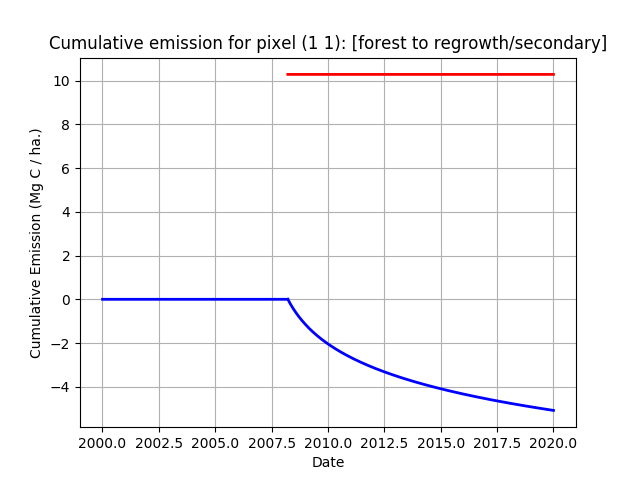 Cumulative emission for pixel (1 1): [forest to regrowth/secondary]
10
8
6
4
2
0
−2
−4
Cumulative Emission (Mg C / ha.)
2000.0 2002.5 2005.0 2007.5 2010.0 2012.5 2015.0 2017.5 2020.0
Date